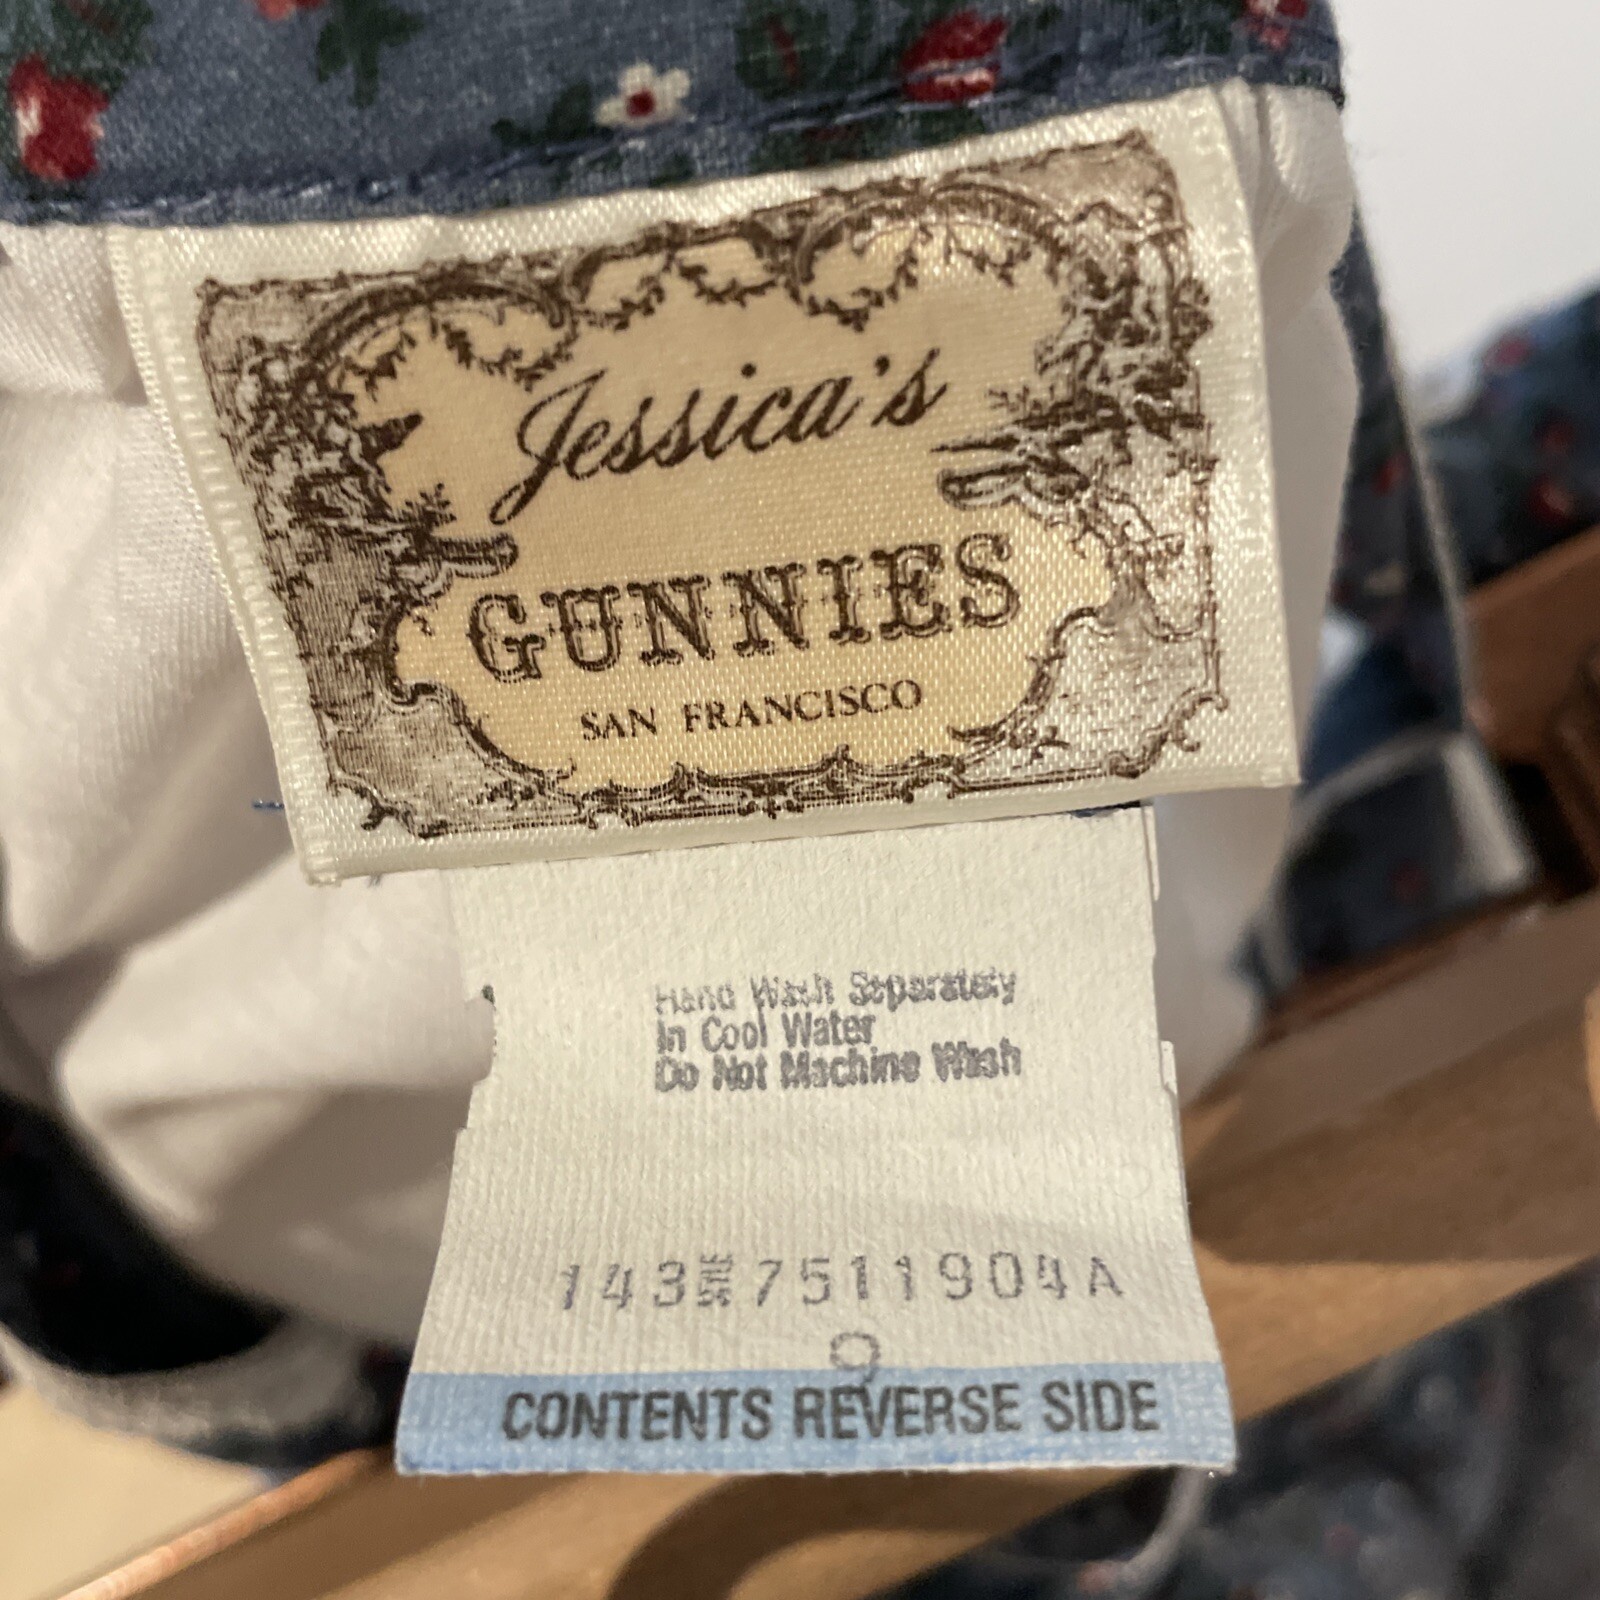 Jessica's
GUNNIES
SAN FRANCISCO
Hand Wash Separately
In Cool Water
Do Not Machine Wash
143 7511904A
9
CONTENTS REVERSE SIDE